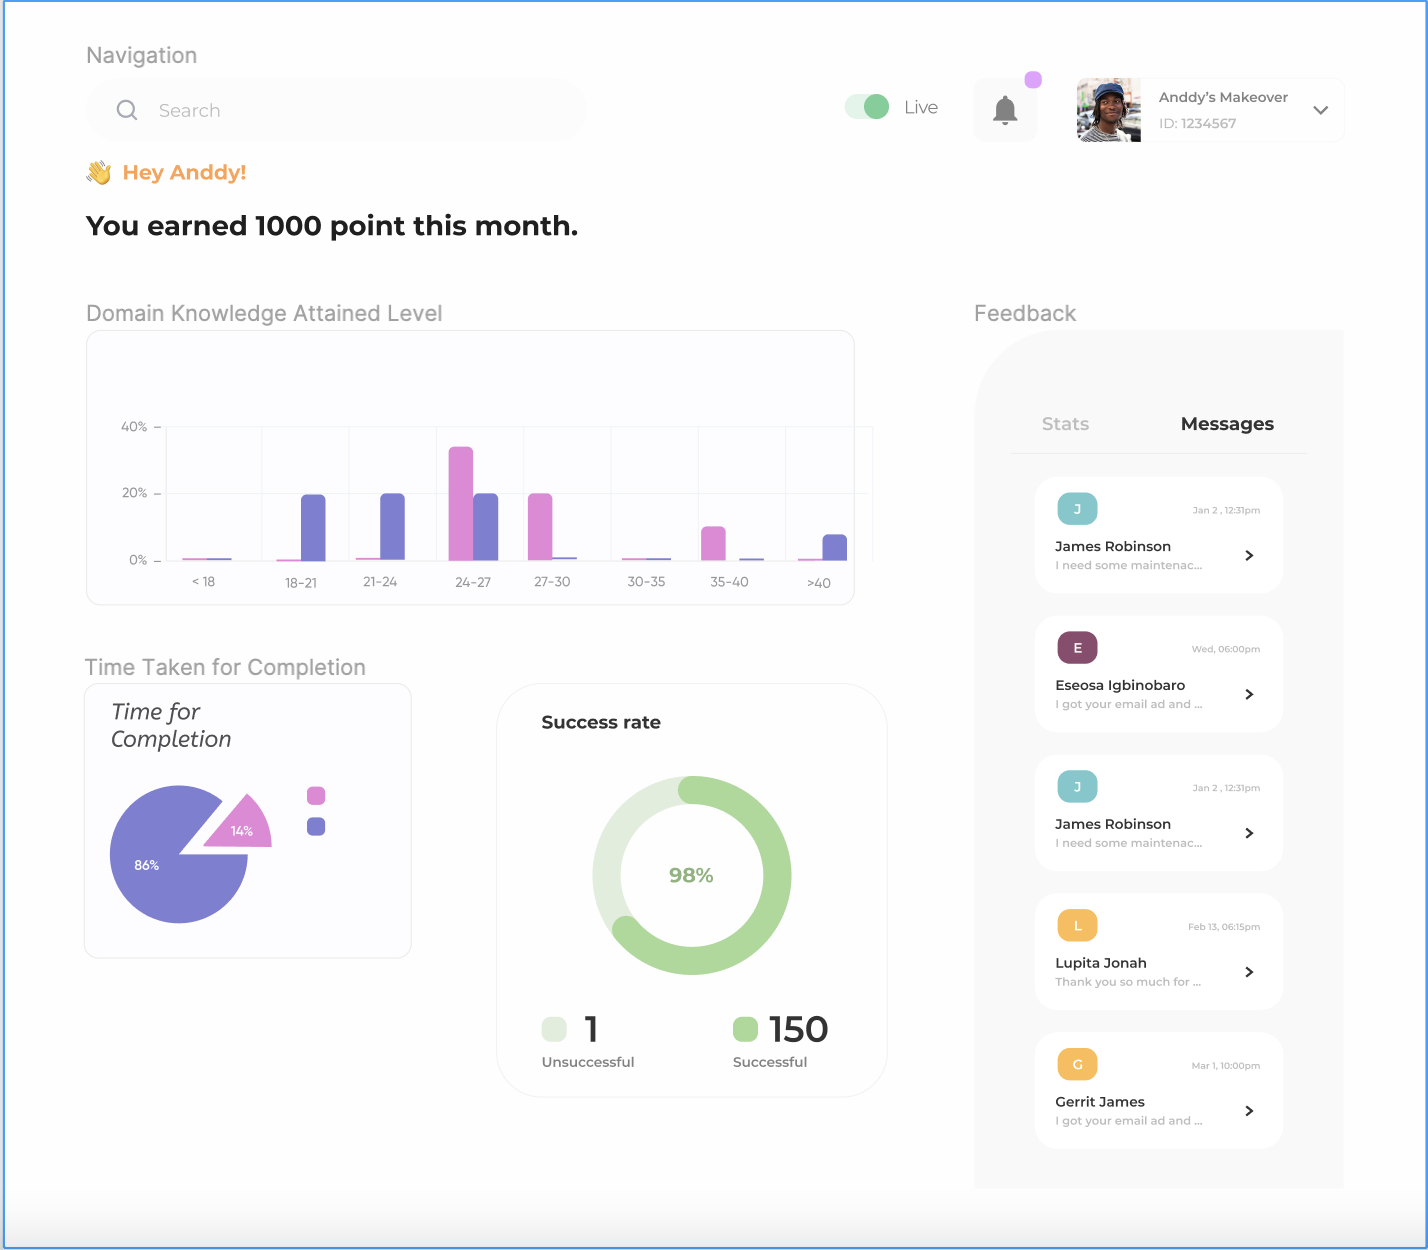 Navigation
Search
Live
Anddy's Makeover
ID: 1234567
Hey Anddy!
You earned 1000 point this month.
Domain Knowledge Attained Level
40%
20%
0%
< 18
18-21
21-24
24-27
27-30
30-35
35-40
>40
Time Taken for Completion
Time for
Completion
14%
86%
Success rate
98%
1
Unsuccessful
150
Successful
Feedback
Stats
Messages
J
Jan 2 , 12:31pm
James Robinson
I need some maintenac...
E
Wed, 06:00pm
Eseosa Igbinobaro
I got your email ad and ...
J
Jan 2 , 12:31pm
James Robinson
I need some maintenac...
L
Feb 13, 06:15pm
Lupita Jonah
Thank you so much for ...
G
Mar 1, 10:00pm
Gerrit James
I got your email ad and ...